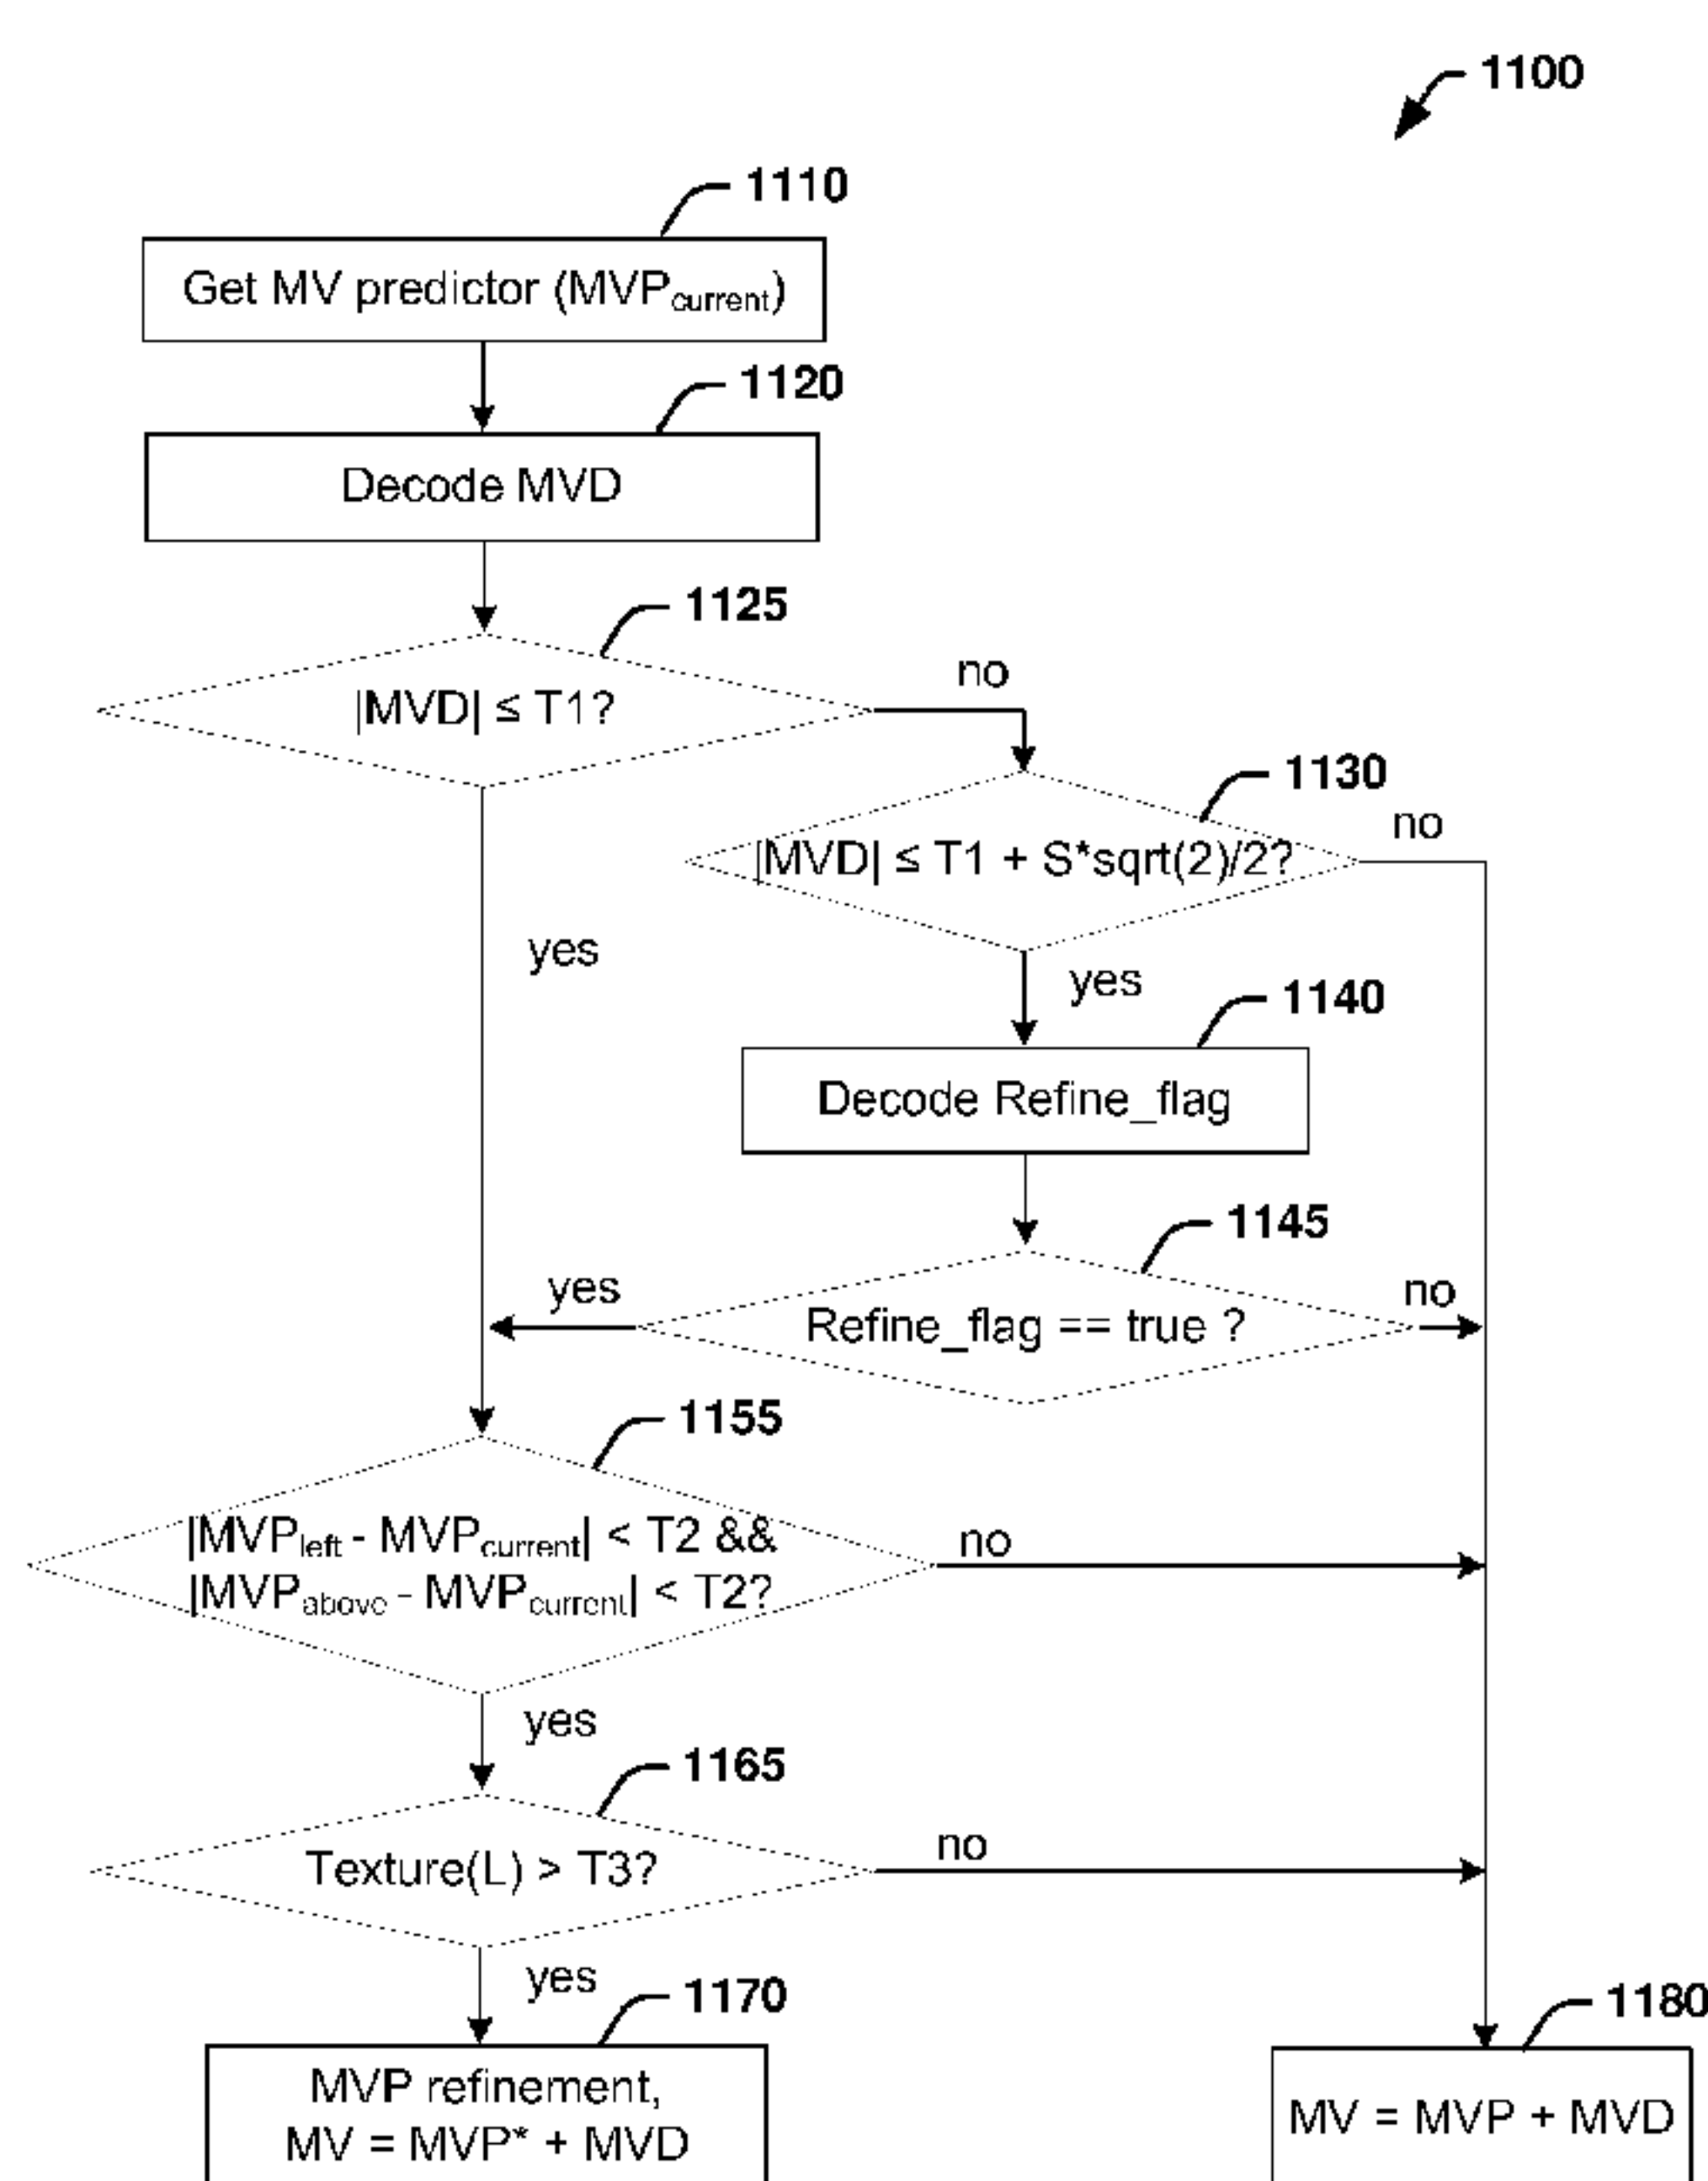 1100
1110
Get MV predictor (MVPcurrent)
1120
Decode MVD
1125
|MVD| ≤ T1?
no
1130
|MVD| ≤ T1 + S*sqrt(2)/2?
no
yes
yes
1140
Decode Refine_flag
1145
yes
Refine_flag == true ?
no
1155
|MVPleft - MVPcurrent| < T2 &&
|MVPabove - MVPcurrent| < T2?
no
yes
1165
Texture(L) > T3?
no
yes
1170
MVP refinement,
MV = MVP* + MVD
1180
MV = MVP + MVD